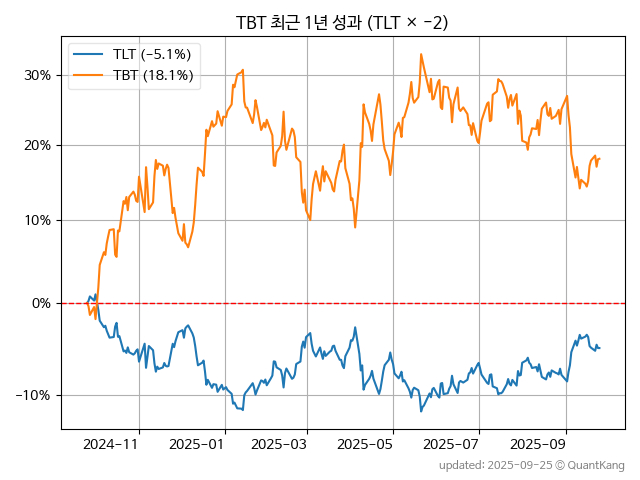 TBT 최근 1년 성과 (TLT × −2)
TLT (−5.1%)
TBT (18.1%)
30%
20%
10%
0%
−10%
2024-11 2025-01 2025-03 2025-05 2025-07 2025-09
updated: 2025-09-25 © QuantKang